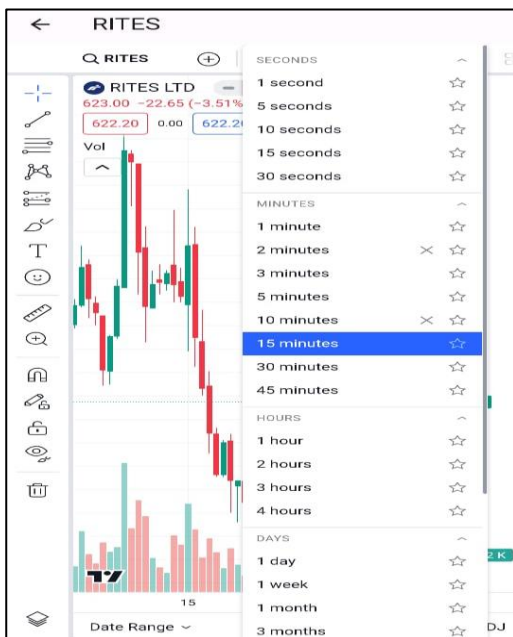 RITES
RITES
RITES LTD
623.00 −22.65 (−3.51%
622.20 0.00 622.20
Vol
15
Date Range
SECONDS
1 second
5 seconds
10 seconds
15 seconds
30 seconds
MINUTES
1 minute
2 minutes
3 minutes
5 minutes
10 minutes
15 minutes
30 minutes
45 minutes
HOURS
1 hour
2 hours
3 hours
4 hours
DAYS
1 day
1 week
1 month
3 months
2 K
DJ